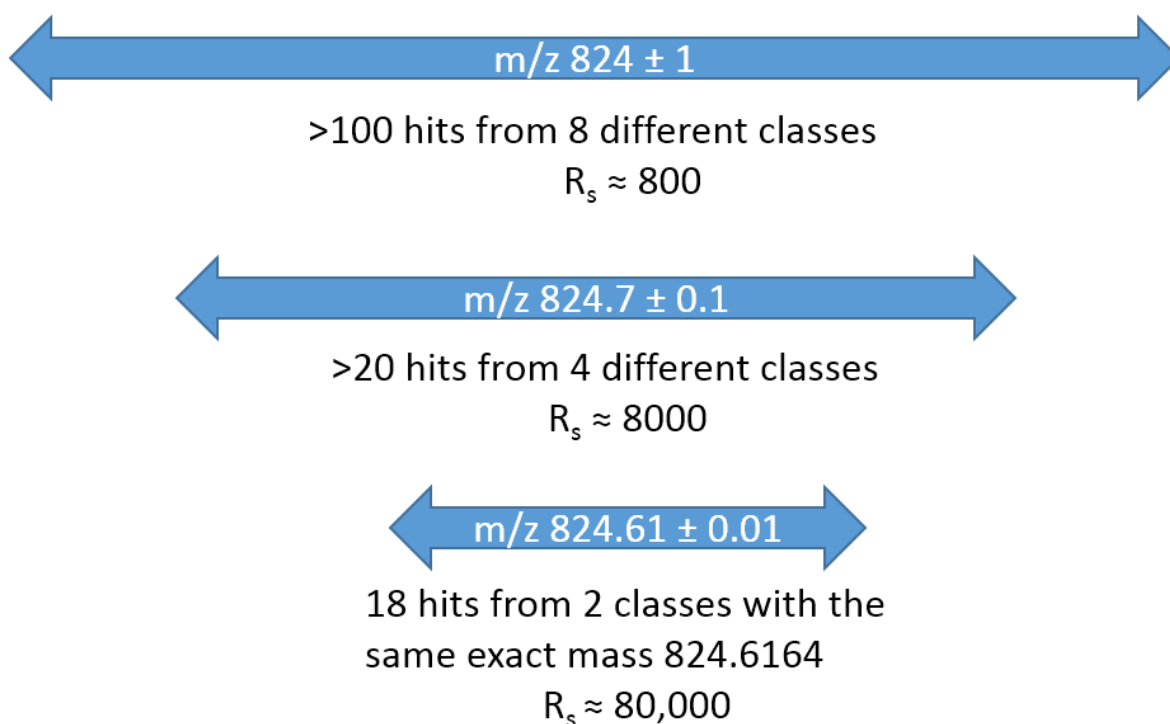 m/z 824 ± 1
>100 hits from 8 different classes
Rₛ ≈ 800
m/z 824.7 ± 0.1
>20 hits from 4 different classes
Rₛ ≈ 8000
m/z 824.61 ± 0.01
18 hits from 2 classes with the
same exact mass 824.6164
Rₛ ≈ 80,000